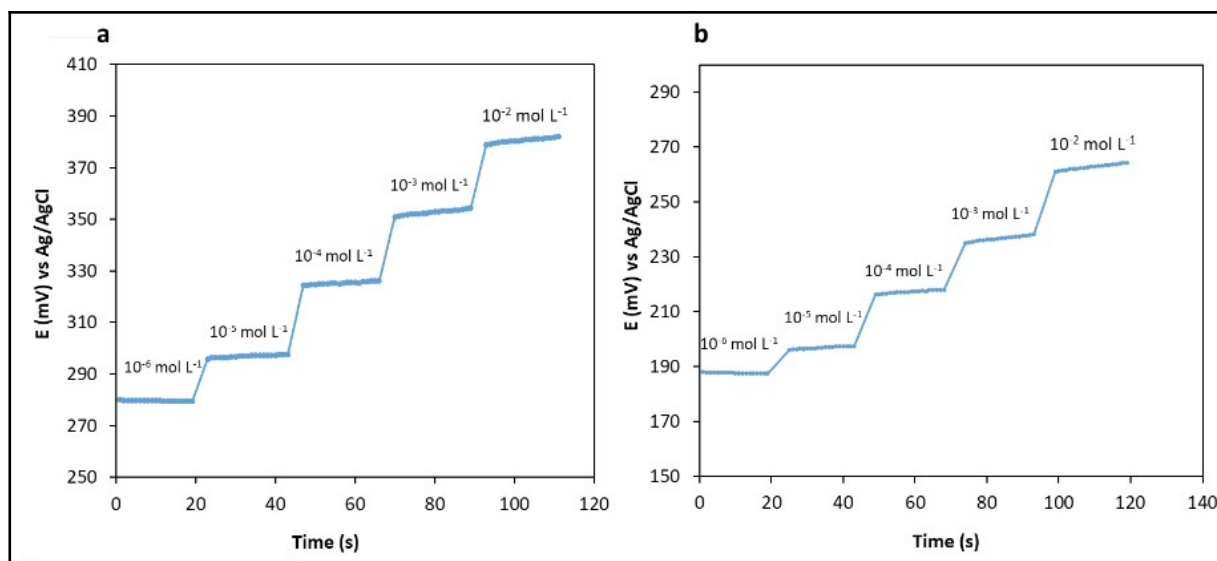 a
410
390
370
350
330
310
290
270
250
E (mV) vs Ag/AgCl
10⁻⁶ mol L⁻¹
10⁻⁵ mol L⁻¹
10⁻⁴ mol L⁻¹
10⁻³ mol L⁻¹
10⁻² mol L⁻¹
0 20 40 60 80 100 120
Time (s)
b
290
270
250
230
210
190
170
150
E (mV) vs Ag/AgCl
10⁻⁶ mol L⁻¹
10⁻⁵ mol L⁻¹
10⁻⁴ mol L⁻¹
10⁻³ mol L⁻¹
10⁻² mol L⁻¹
0 20 40 60 80 100 120 140
Time (s)